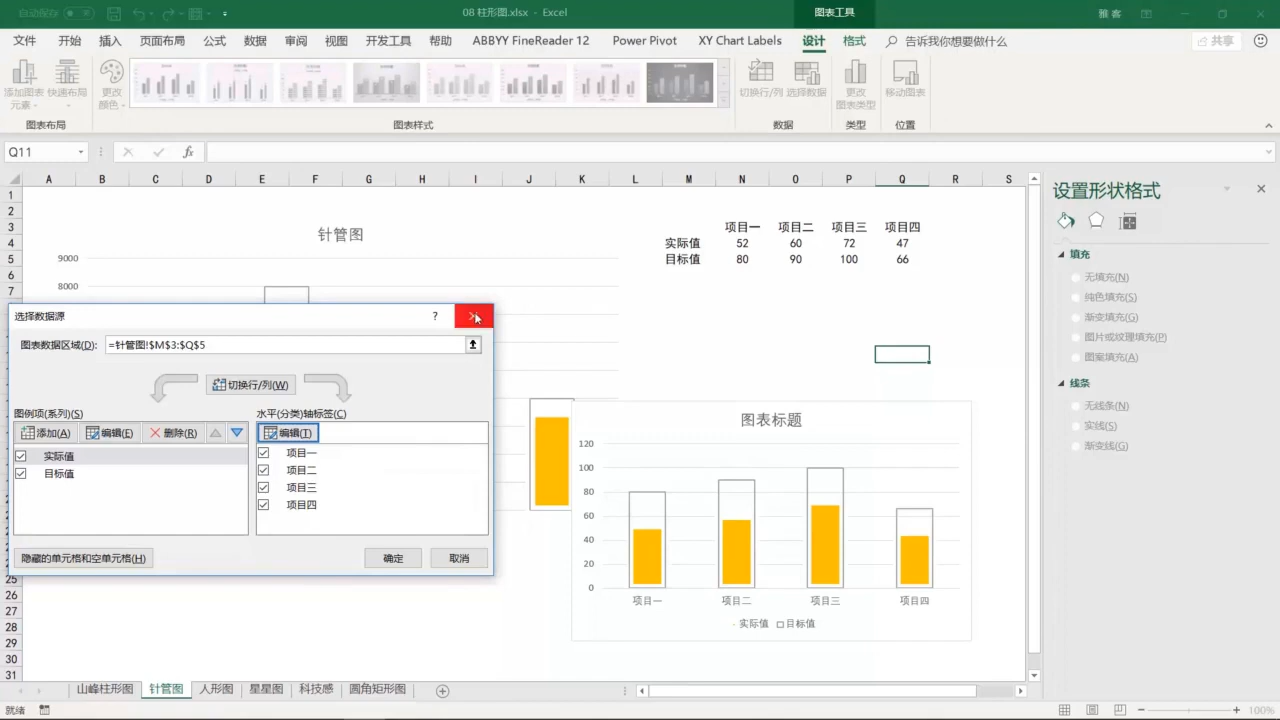 自动保存
08 柱形图.xlsx - Excel
图表工具
雅 客
文件 开始 插入 页面布局 公式 数据 审阅 视图 开发工具 帮助 ABBYY FineReader 12 Power Pivot XY Chart Labels 设计 格式 告诉我你想要做什么 共享
添加图表元素 快速布局 更改颜色 切换行/列 选择数据 更改图表类型 移动图表
图表布局 图表样式 数据 类型 位置
Q11 fx
A B C D E F G H I J K L M N O P Q R S
1
2
3
4
5
6
7
25
26
27
28
29
30
31
针管图
9000
8000
项目一 项目二 项目三 项目四
实际值 52 60 72 47
目标值 80 90 100 66
选择数据源 ?
图表数据区域(D): =针管图!$M$3:$Q$5
切换行/列(W)
图例项(系列)(S) 水平(分类)轴标签(C)
添加(A) 编辑(E) 删除(R) 编辑(T)
实际值
目标值
项目一
项目二
项目三
项目四
隐藏的单元格和空单元格(H) 确定 取消
图表标题
120
100
80
60
40
20
0
项目一 项目二 项目三 项目四
实际值 目标值
设置形状格式
填充
无填充(N)
纯色填充(S)
渐变填充(G)
图片或纹理填充(P)
图案填充(A)
线条
无线条(N)
实线(S)
渐变线(G)
山峰柱形图 针管图 人形图 星星图 科技感 圆角矩形图
就绪
100%